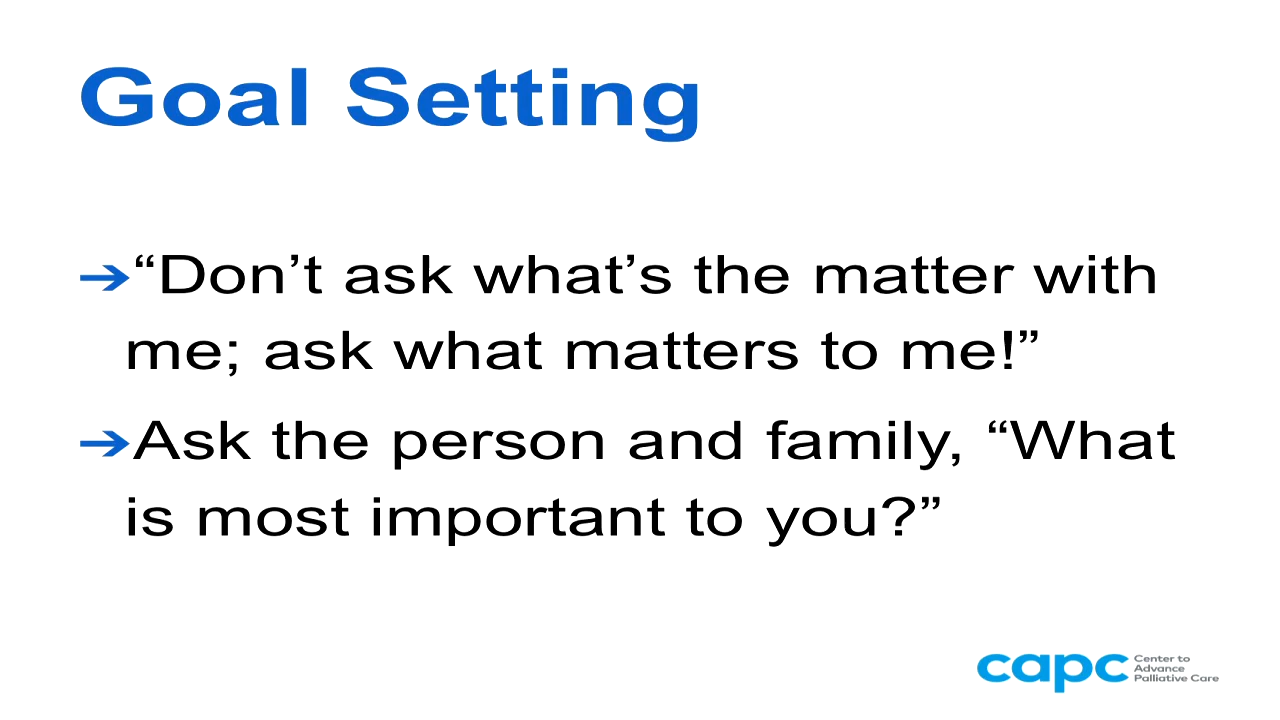 Goal Setting
➔“Don’t ask what’s the matter with
me; ask what matters to me!”
➔Ask the person and family, “What
is most important to you?”
capc
Center to
Advance
Palliative Care